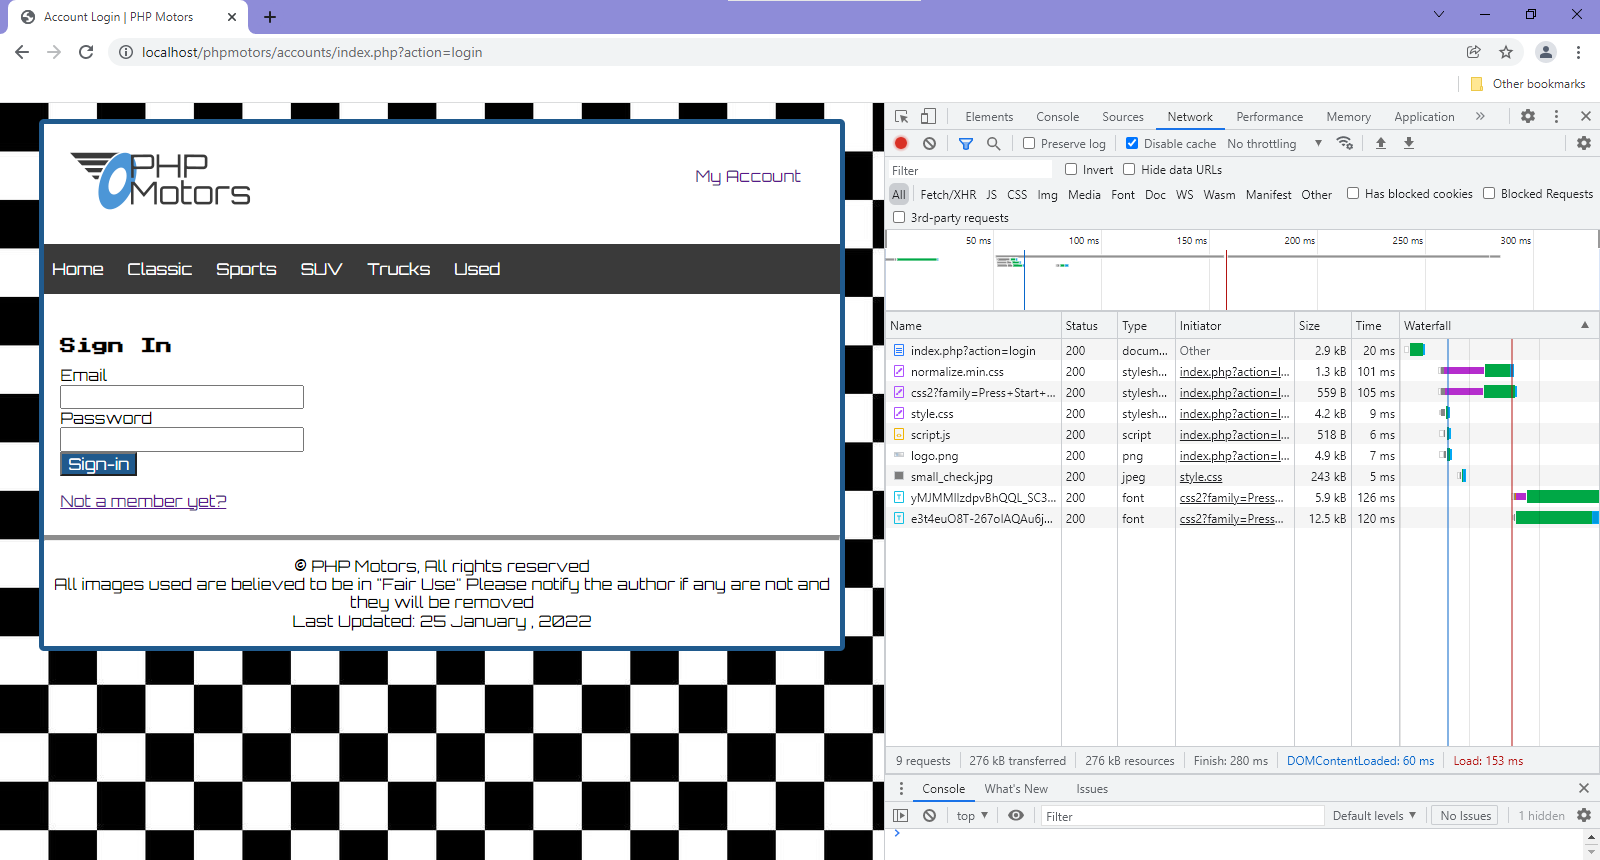 Account Login | PHP Motors
localhost/phpmotors/accounts/index.php?action=login
Other bookmarks
PHP
Motors
My Account
Home Classic Sports SUV Trucks Used
Sign In
Email
Password
Sign-in
Not a member yet?
© PHP Motors, All rights reserved
All images used are believed to be in "Fair Use" Please notify the author if any are not and
they will be removed
Last Updated: 25 January , 2022
Elements Console Sources Network Performance Memory Application
Preserve log Disable cache No throttling
Filter Invert Hide data URLs
All Fetch/XHR JS CSS Img Media Font Doc WS Wasm Manifest Other Has blocked cookies Blocked Requests
3rd-party requests
50 ms 100 ms 150 ms 200 ms 250 ms 300 ms
Name Status Type Initiator Size Time Waterfall
index.php?action=login 200 docum... Other 2.9 kB 20 ms
normalize.min.css 200 stylesh... index.php?action=l... 1.3 kB 101 ms
css2?family=Press+Start+... 200 stylesh... index.php?action=l... 559 B 105 ms
style.css 200 stylesh... index.php?action=l... 4.2 kB 9 ms
script.js 200 script index.php?action=l... 518 B 6 ms
logo.png 200 png index.php?action=l... 4.9 kB 7 ms
small_check.jpg 200 jpeg style.css 243 kB 5 ms
yMJMMIlzdpvBhQQL_SC3... 200 font css2?family=Press... 5.9 kB 126 ms
e3t4euO8T-267oIAQAu6j... 200 font css2?family=Press... 12.5 kB 120 ms
9 requests 276 kB transferred 276 kB resources Finish: 280 ms DOMContentLoaded: 60 ms Load: 153 ms
Console What's New Issues
top Filter Default levels No Issues 1 hidden